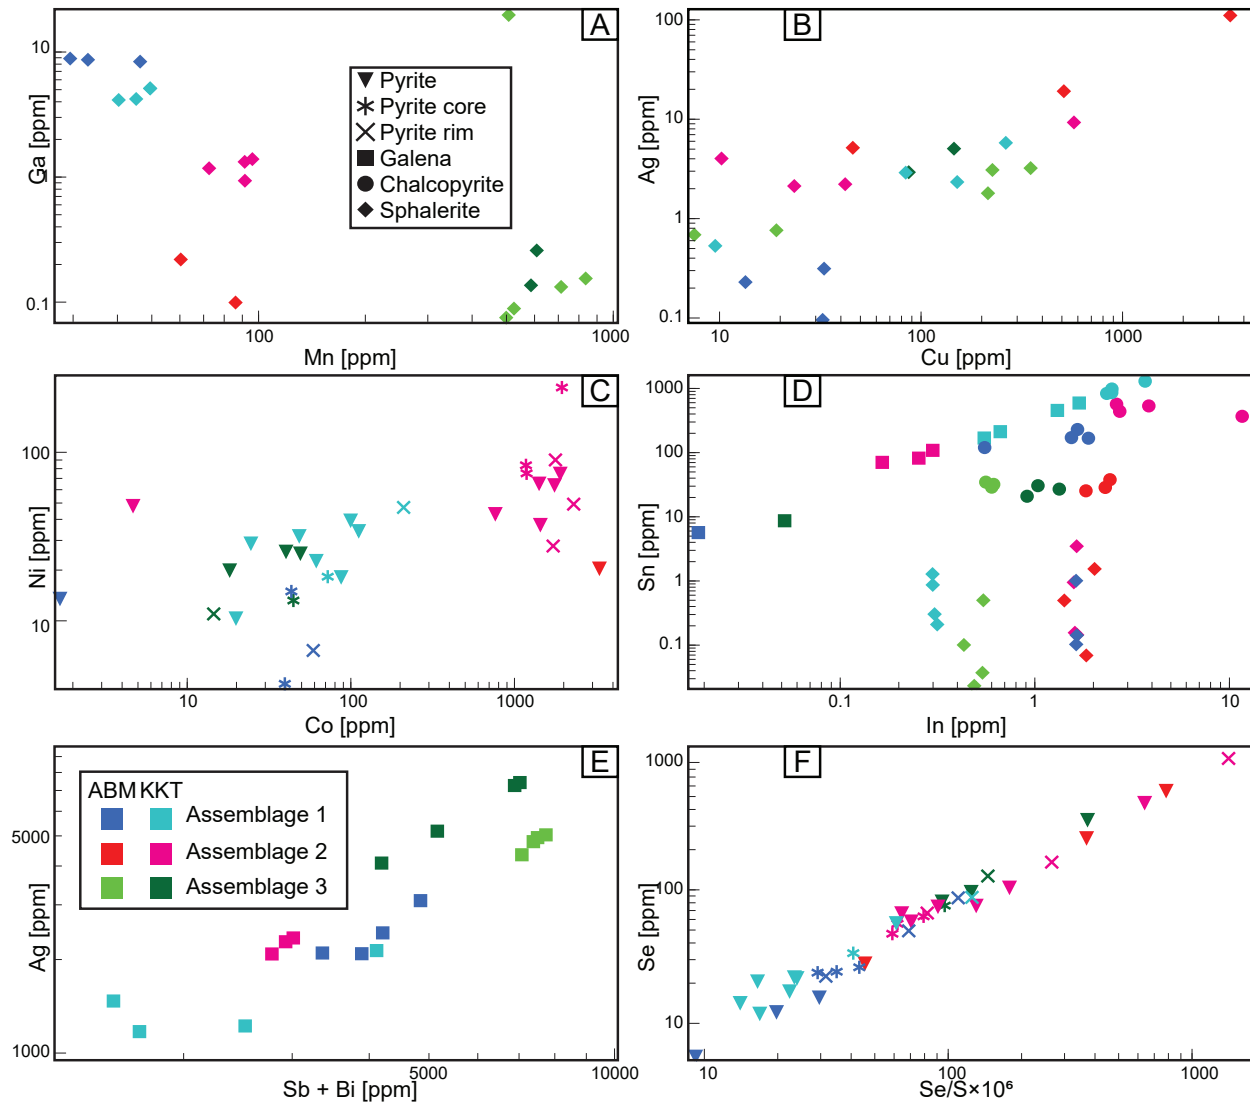 A
10
1
0.1
Ga [ppm]
100
1000
Mn [ppm]
Pyrite
Pyrite core
Pyrite rim
Galena
Chalcopyrite
Sphalerite
B
100
10
1
0.1
Ag [ppm]
10
100
1000
Cu [ppm]
C
100
10
Ni [ppm]
10
100
1000
Co [ppm]
D
1000
100
10
1
0.1
Sn [ppm]
0.1
1
10
In [ppm]
E
5000
1000
Ag [ppm]
5000
10000
Sb + Bi [ppm]
ABM KKT
Assemblage 1
Assemblage 2
Assemblage 3
F
1000
100
10
Se [ppm]
10
100
1000
Se/S×10⁶